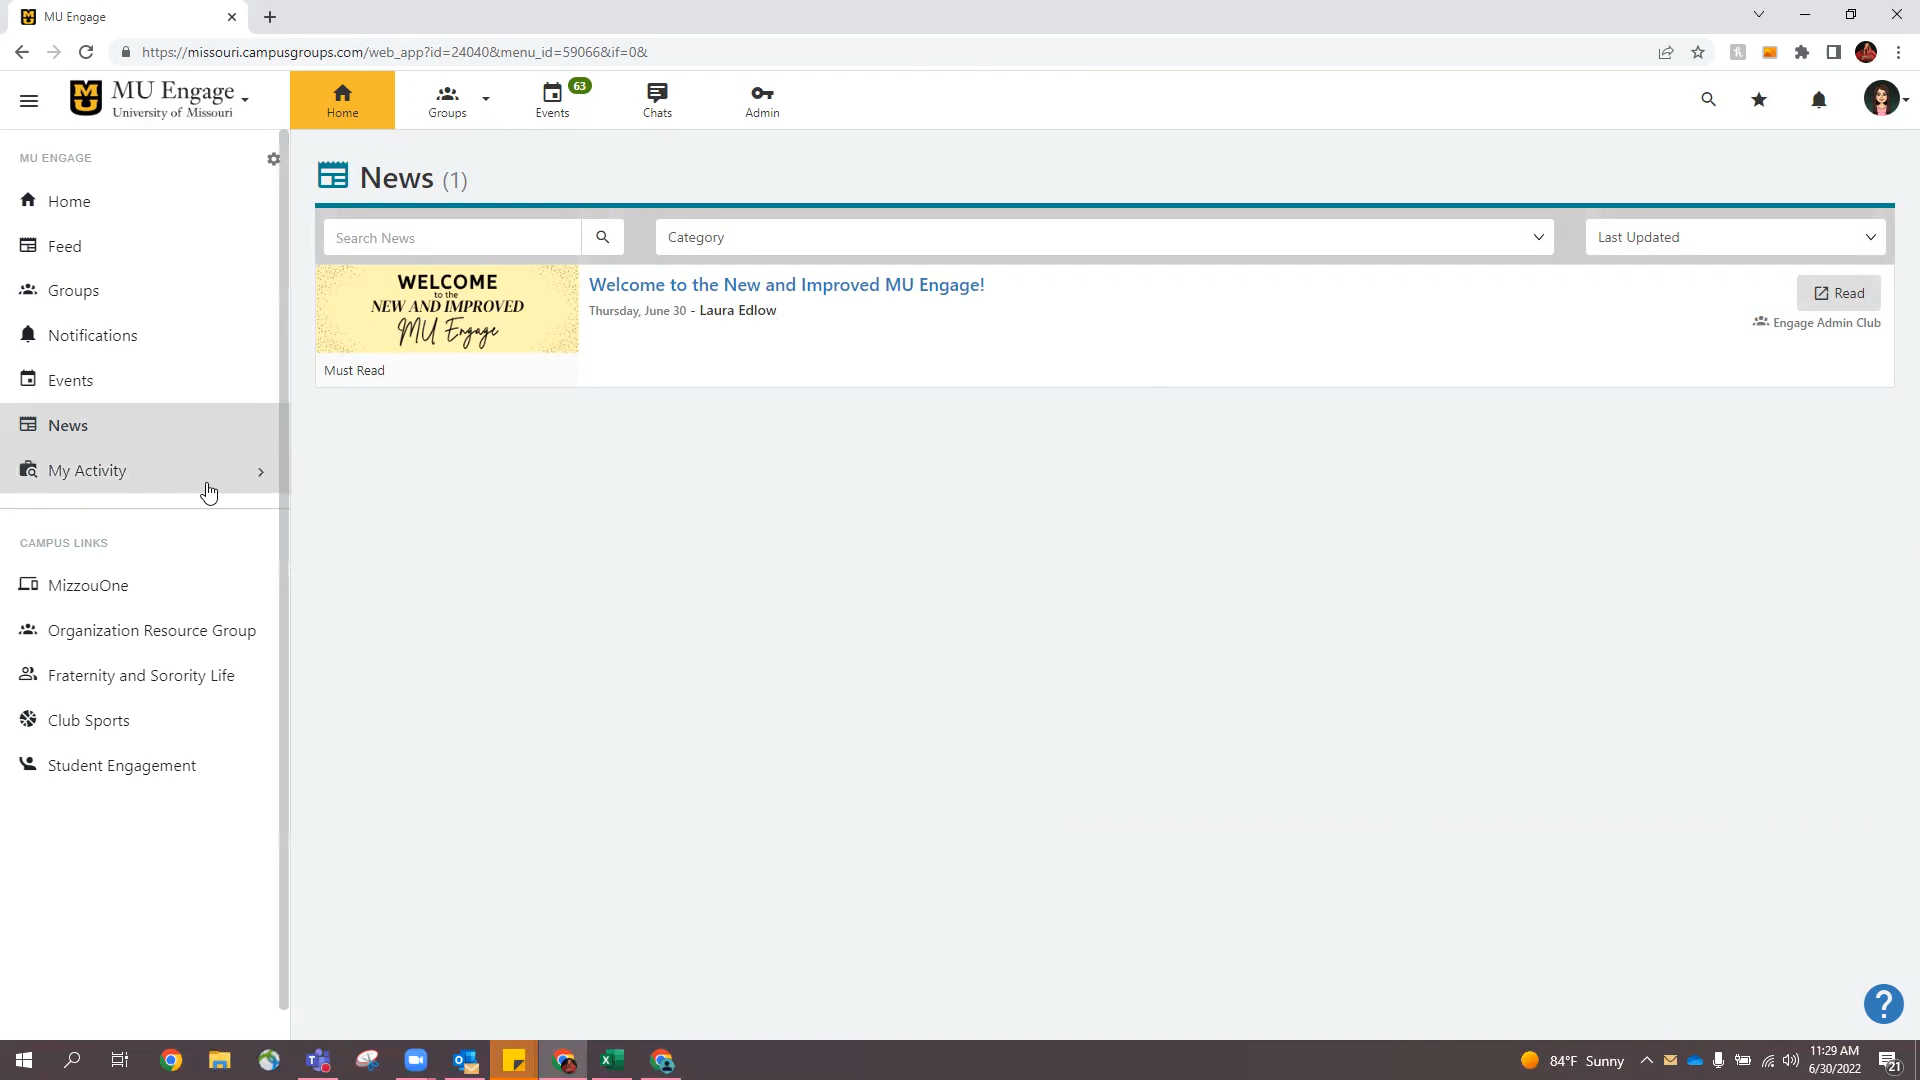 MU Engage
https://missouri.campusgroups.com/web_app?id=24040&menu_id=59066&if=0&
MU Engage
University of Missouri
Home
Groups
63
Events
Chats
Admin
MU ENGAGE
Home
Feed
Groups
Notifications
Events
News
My Activity
CAMPUS LINKS
MizzouOne
Organization Resource Group
Fraternity and Sorority Life
Club Sports
Student Engagement
News (1)
Search News
Category
Last Updated
WELCOME
to the
NEW AND IMPROVED
MU Engage
Must Read
Welcome to the New and Improved MU Engage!
Thursday, June 30 - Laura Edlow
Read
Engage Admin Club
?
84°F Sunny
11:29 AM
6/30/2022
21